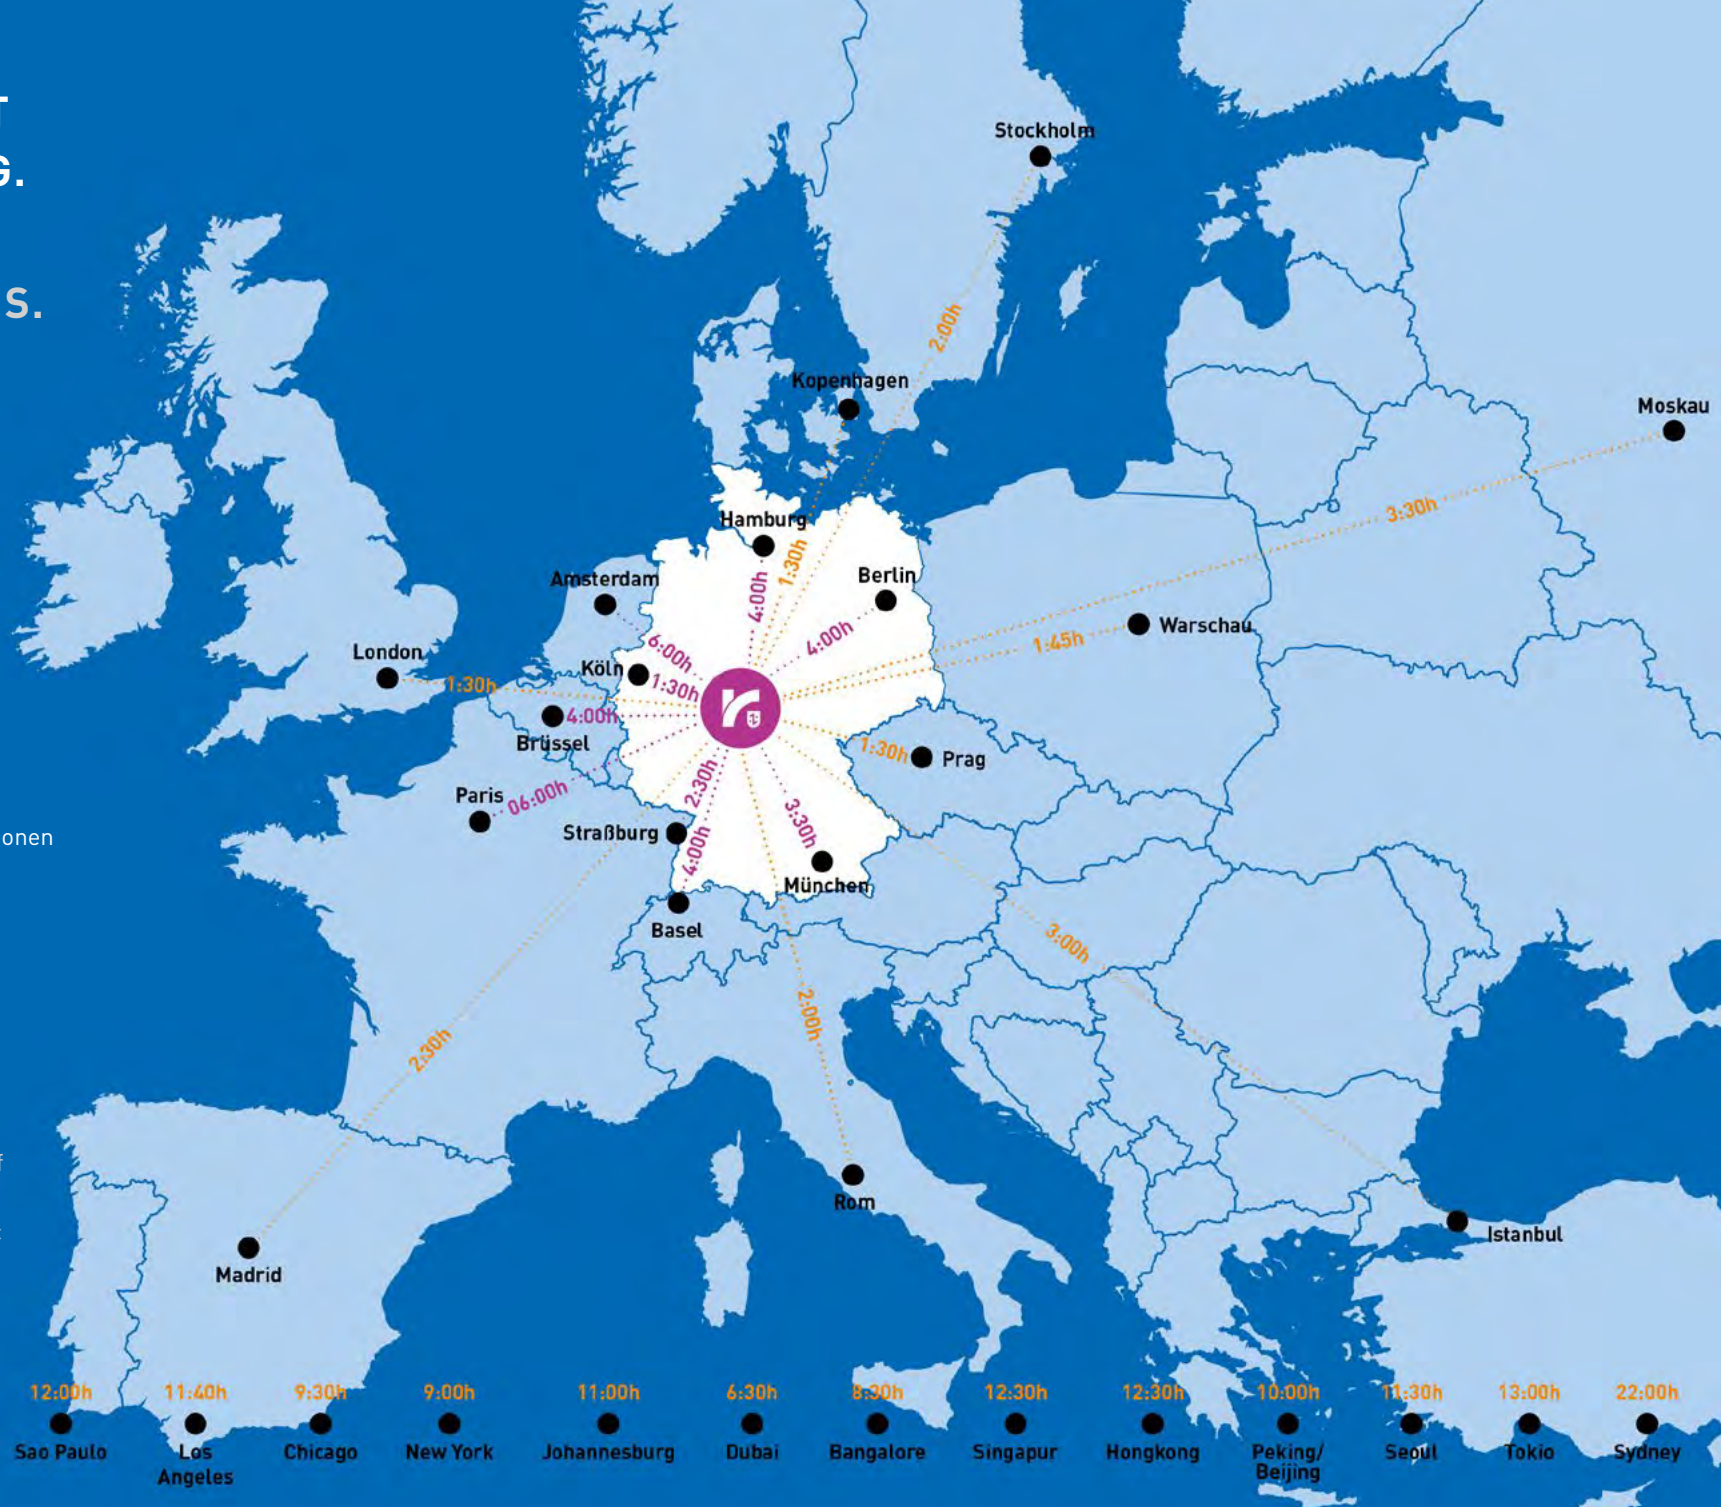 T
G.
S.
Stockholm
2:00h
Kopenhagen
Moskau
3:30h
Hamburg
1:30h
4:00h
Berlin
4:00h
Amsterdam
6:00h
Warschau
1:45h
London
1:30h
Köln
1:30h
4:00h
Brüssel
1:30h
Prag
Paris
06:00h
2:30h
Straßburg
4:00h
3:30h
München
onen
Basel
3:00h
2:00h
2:30h
f
Rom
Istanbul
Madrid
12:00h 11:40h 9:30h 9:00h 11:00h 6:30h 8:30h 12:30h 12:30h 10:00h 11:30h 13:00h 22:00h
Sao Paulo Los Chicago New York Johannesburg Dubai Bangalore Singapur Hongkong Peking/ Seoul Tokio Sydney
Angeles Beijing